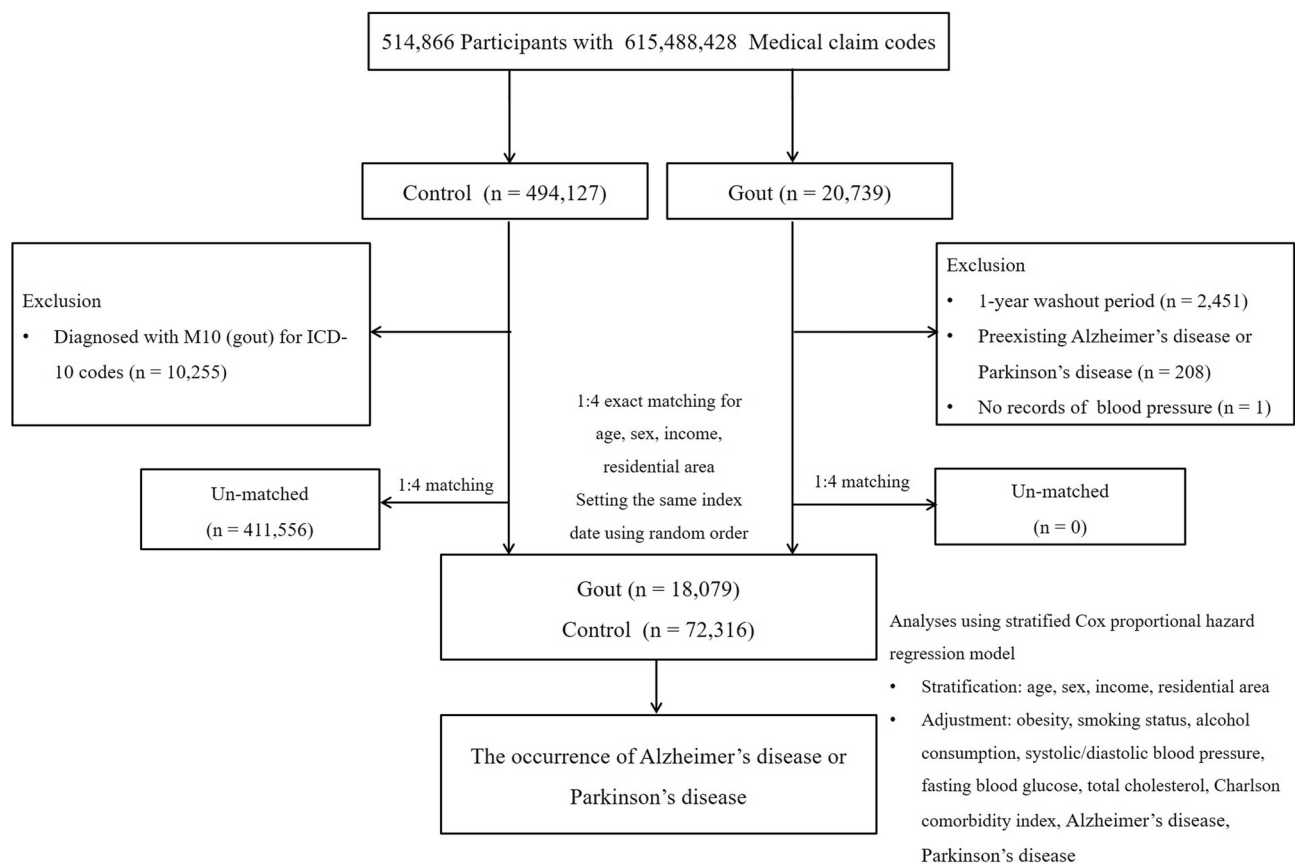 514,866 Participants with 615,488,428 Medical claim codes
Control (n = 494,127)
Gout (n = 20,739)
Exclusion
• Diagnosed with M10 (gout) for ICD-
10 codes (n = 10,255)
Exclusion
• 1-year washout period (n = 2,451)
• Preexisting Alzheimer’s disease or
Parkinson’s disease (n = 208)
• No records of blood pressure (n = 1)
1:4 exact matching for
age, sex, income,
residential area
Setting the same index
date using random order
Un-matched
(n = 411,556)
1:4 matching
1:4 matching
Un-matched
(n = 0)
Gout (n = 18,079)
Control (n = 72,316)
Analyses using stratified Cox proportional hazard
regression model
• Stratification: age, sex, income, residential area
• Adjustment: obesity, smoking status, alcohol
consumption, systolic/diastolic blood pressure,
fasting blood glucose, total cholesterol, Charlson
comorbidity index, Alzheimer’s disease,
Parkinson’s disease
The occurrence of Alzheimer’s disease or
Parkinson’s disease